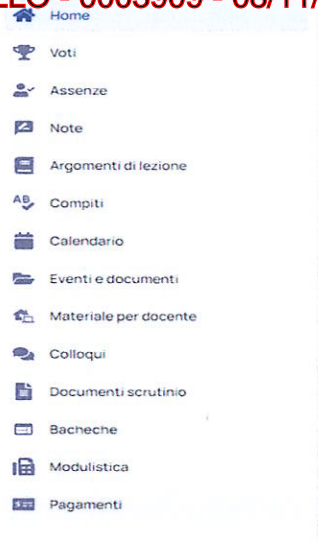 Home
Voti
Assenze
Note
Argomenti di lezione
Compiti
Calendario
Eventi e documenti
Materiale per docente
Colloqui
Documenti scrutinio
Bacheche
Modulistica
Pagamenti